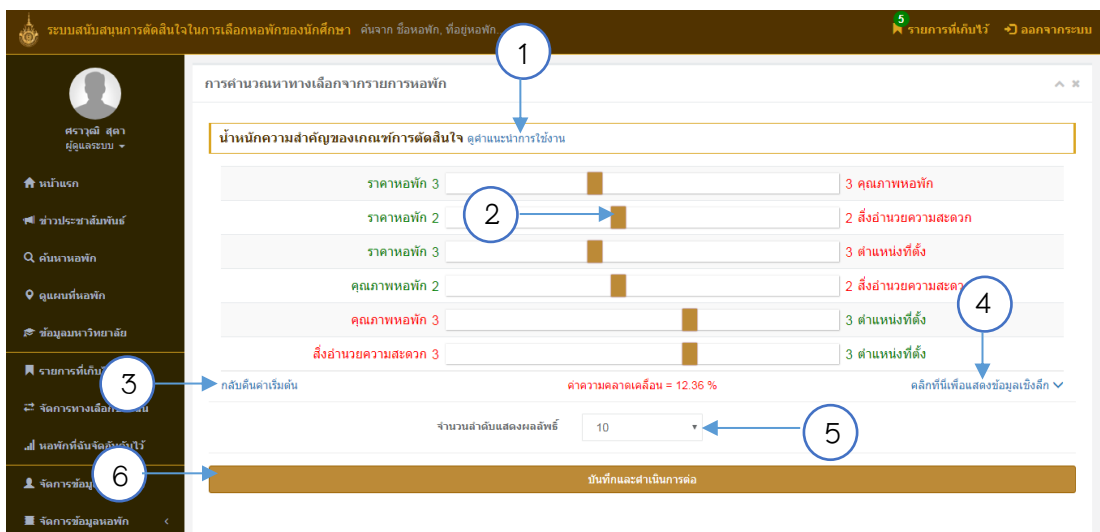 ระบบสนับสนุนการตัดสินใจในการเลือกหอพักของนักศึกษา ค้นจาก ชื่อหอพัก, ที่อยู่หอพัก...
5
รายการที่เก็บไว้ ออกจากระบบ
1
ศราวุฒิ สุดา
ผู้ดูแลระบบ
หน้าแรก
ข่าวประชาสัมพันธ์
ค้นหาหอพัก
ดูแผนที่หอพัก
ข้อมูลมหาวิทยาลัย
รายการที่เก็บ
จัดการทางเลือก
หอพักที่ฉันจัดอันดับไว้
จัดการข้อมูล
จัดการข้อมูลหอพัก
การคำนวณหาทางเลือกจากรายการหอพัก
น้ำหนักความสำคัญของเกณฑ์การตัดสินใจ ดูคำแนะนำการใช้งาน
ราคาหอพัก 3 3 คุณภาพหอพัก
ราคาหอพัก 2 2 2 สิ่งอำนวยความสะดวก
ราคาหอพัก 3 3 ตำแหน่งที่ตั้ง
คุณภาพหอพัก 2 2 สิ่งอำนวยความสะดวก
4
คุณภาพหอพัก 3 3 ตำแหน่งที่ตั้ง
สิ่งอำนวยความสะดวก 3 3 ตำแหน่งที่ตั้ง
3
กลับคืนค่าเริ่มต้น ค่าความคลาดเคลื่อน = 12.36 % คลิกที่นี่เพื่อแสดงข้อมูลเชิงลึก
จำนวนลำดับแสดงผลลัพธ์ 10
5
6
บันทึกและดำเนินการต่อ